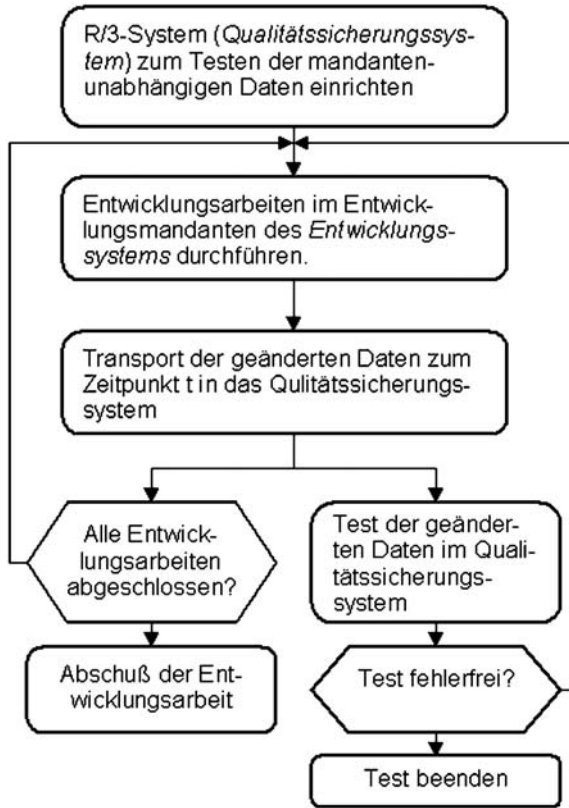 R/3-System (Qualitätssicherungssys-
tem) zum Testen der mandanten-
unabhängigen Daten einrichten
Entwicklungsarbeiten im Entwick-
lungsmandanten des Entwicklungs-
systems durchführen.
Transport der geänderten Daten zum
Zeitpunkt t in das Qulitätssicherungs-
system
Alle Entwick-
lungsarbeiten
abgeschlossen?
Abschuß der Ent-
wicklungsarbeit
Test der geänder-
ten Daten im Quali-
tätssicherungs-
system
Test fehlerfrei?
Test beenden